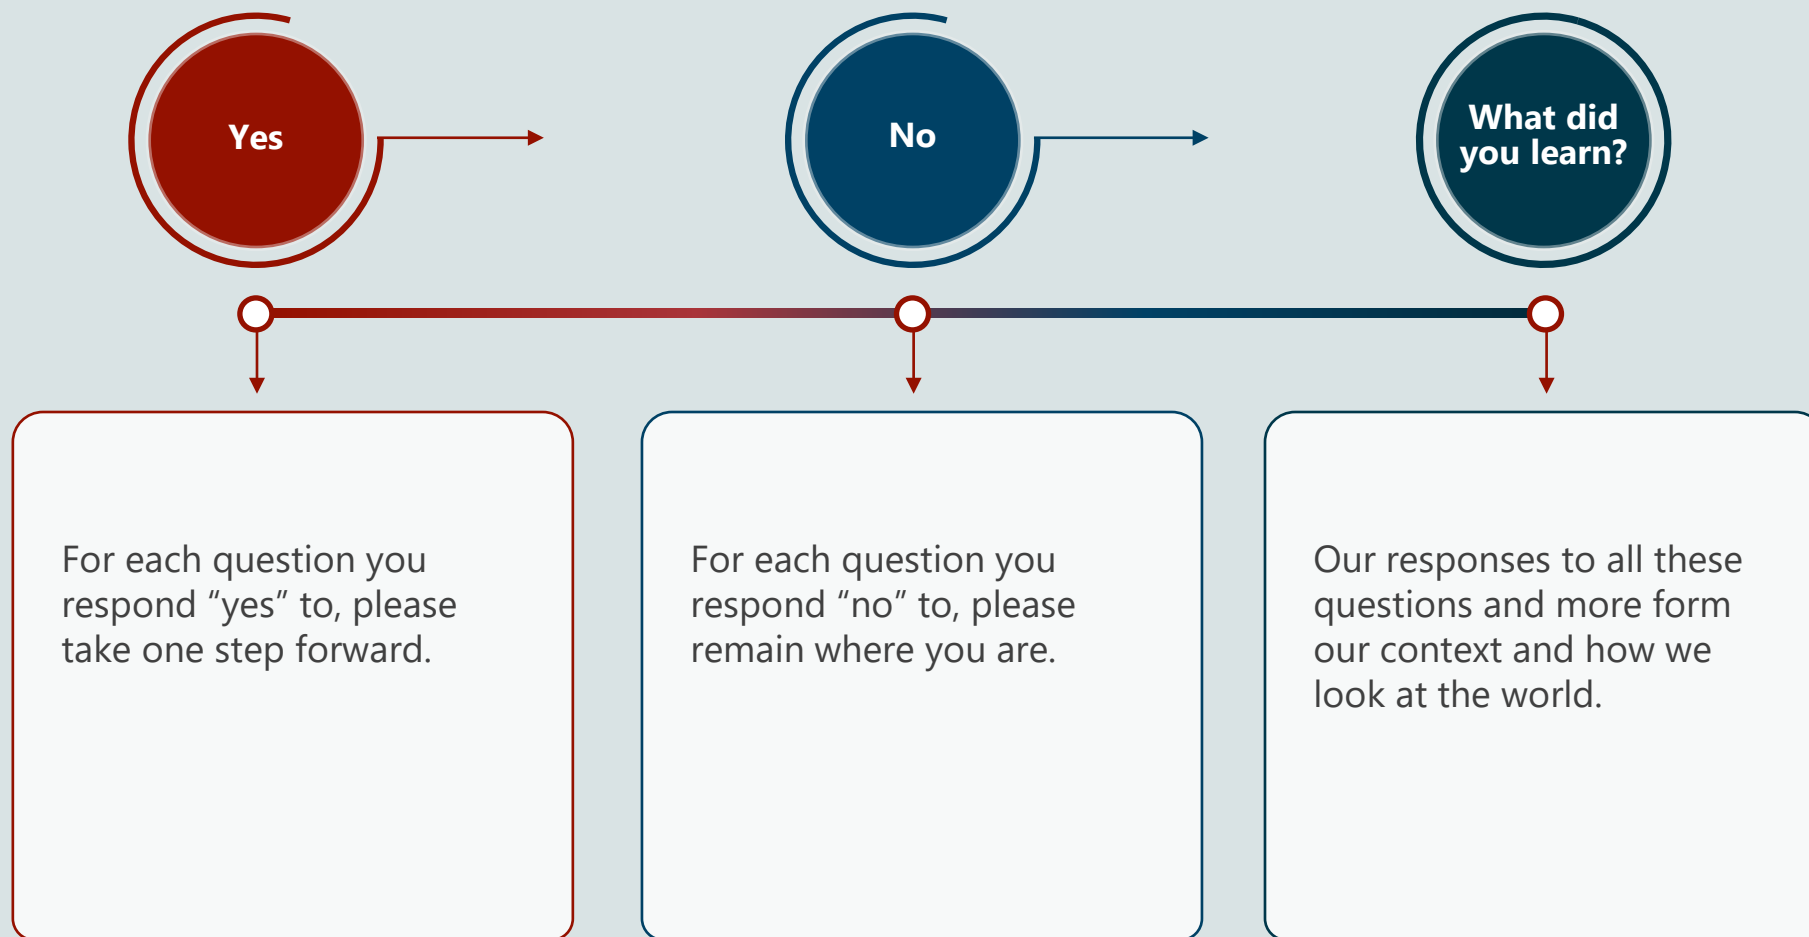 Yes
No
What did
you learn?
For each question you
respond “yes” to, please
take one step forward.
For each question you
respond “no” to, please
remain where you are.
Our responses to all these
questions and more form
our context and how we
look at the world.